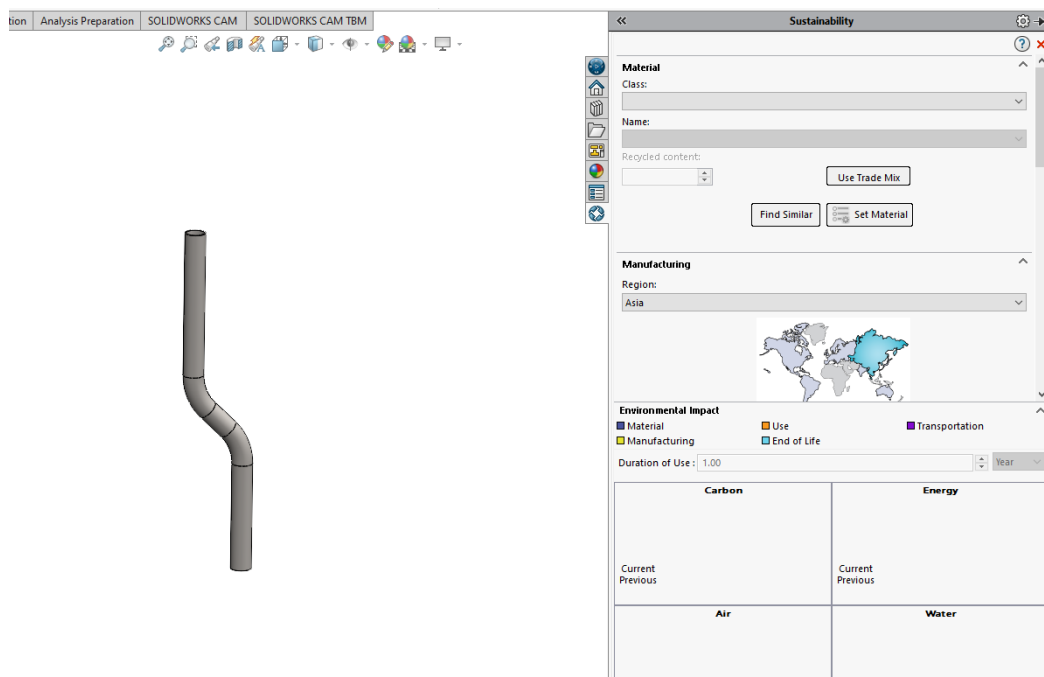 tion Analysis Preparation SOLIDWORKS CAM SOLIDWORKS CAM TBM
Sustainability
Material
Class:
Name:
Recycled content:
Use Trade Mix
Find Similar Set Material
Manufacturing
Region:
Asia
Environmental Impact
Material Use Transportation
Manufacturing End of Life
Duration of Use : 1.00 Year
Carbon Energy
Current Current
Previous Previous
Air Water